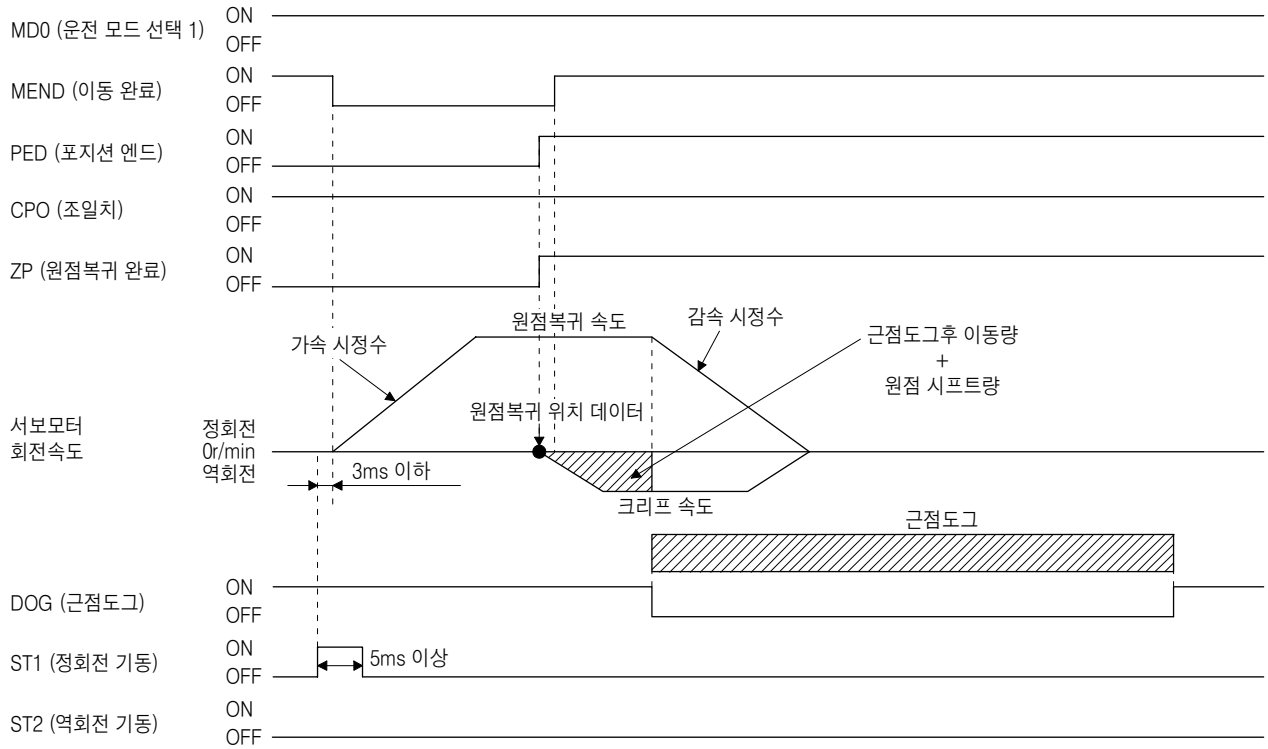 MD0 (운전 모드 선택 1)
ON
OFF
MEND (이동 완료)
ON
OFF
PED (포지션 엔드)
ON
OFF
CPO (조일치)
ON
OFF
ZP (원점복귀 완료)
ON
OFF
원점복귀 속도
감속 시정수
가속 시정수
근점도그후 이동량
+
원점 시프트량
원점복귀 위치 데이터
서보모터
회전속도
정회전
0r/min
역회전
3ms 이하
크리프 속도
근점도그
DOG (근점도그)
ON
OFF
ST1 (정회전 기동)
ON
OFF
5ms 이상
ST2 (역회전 기동)
ON
OFF